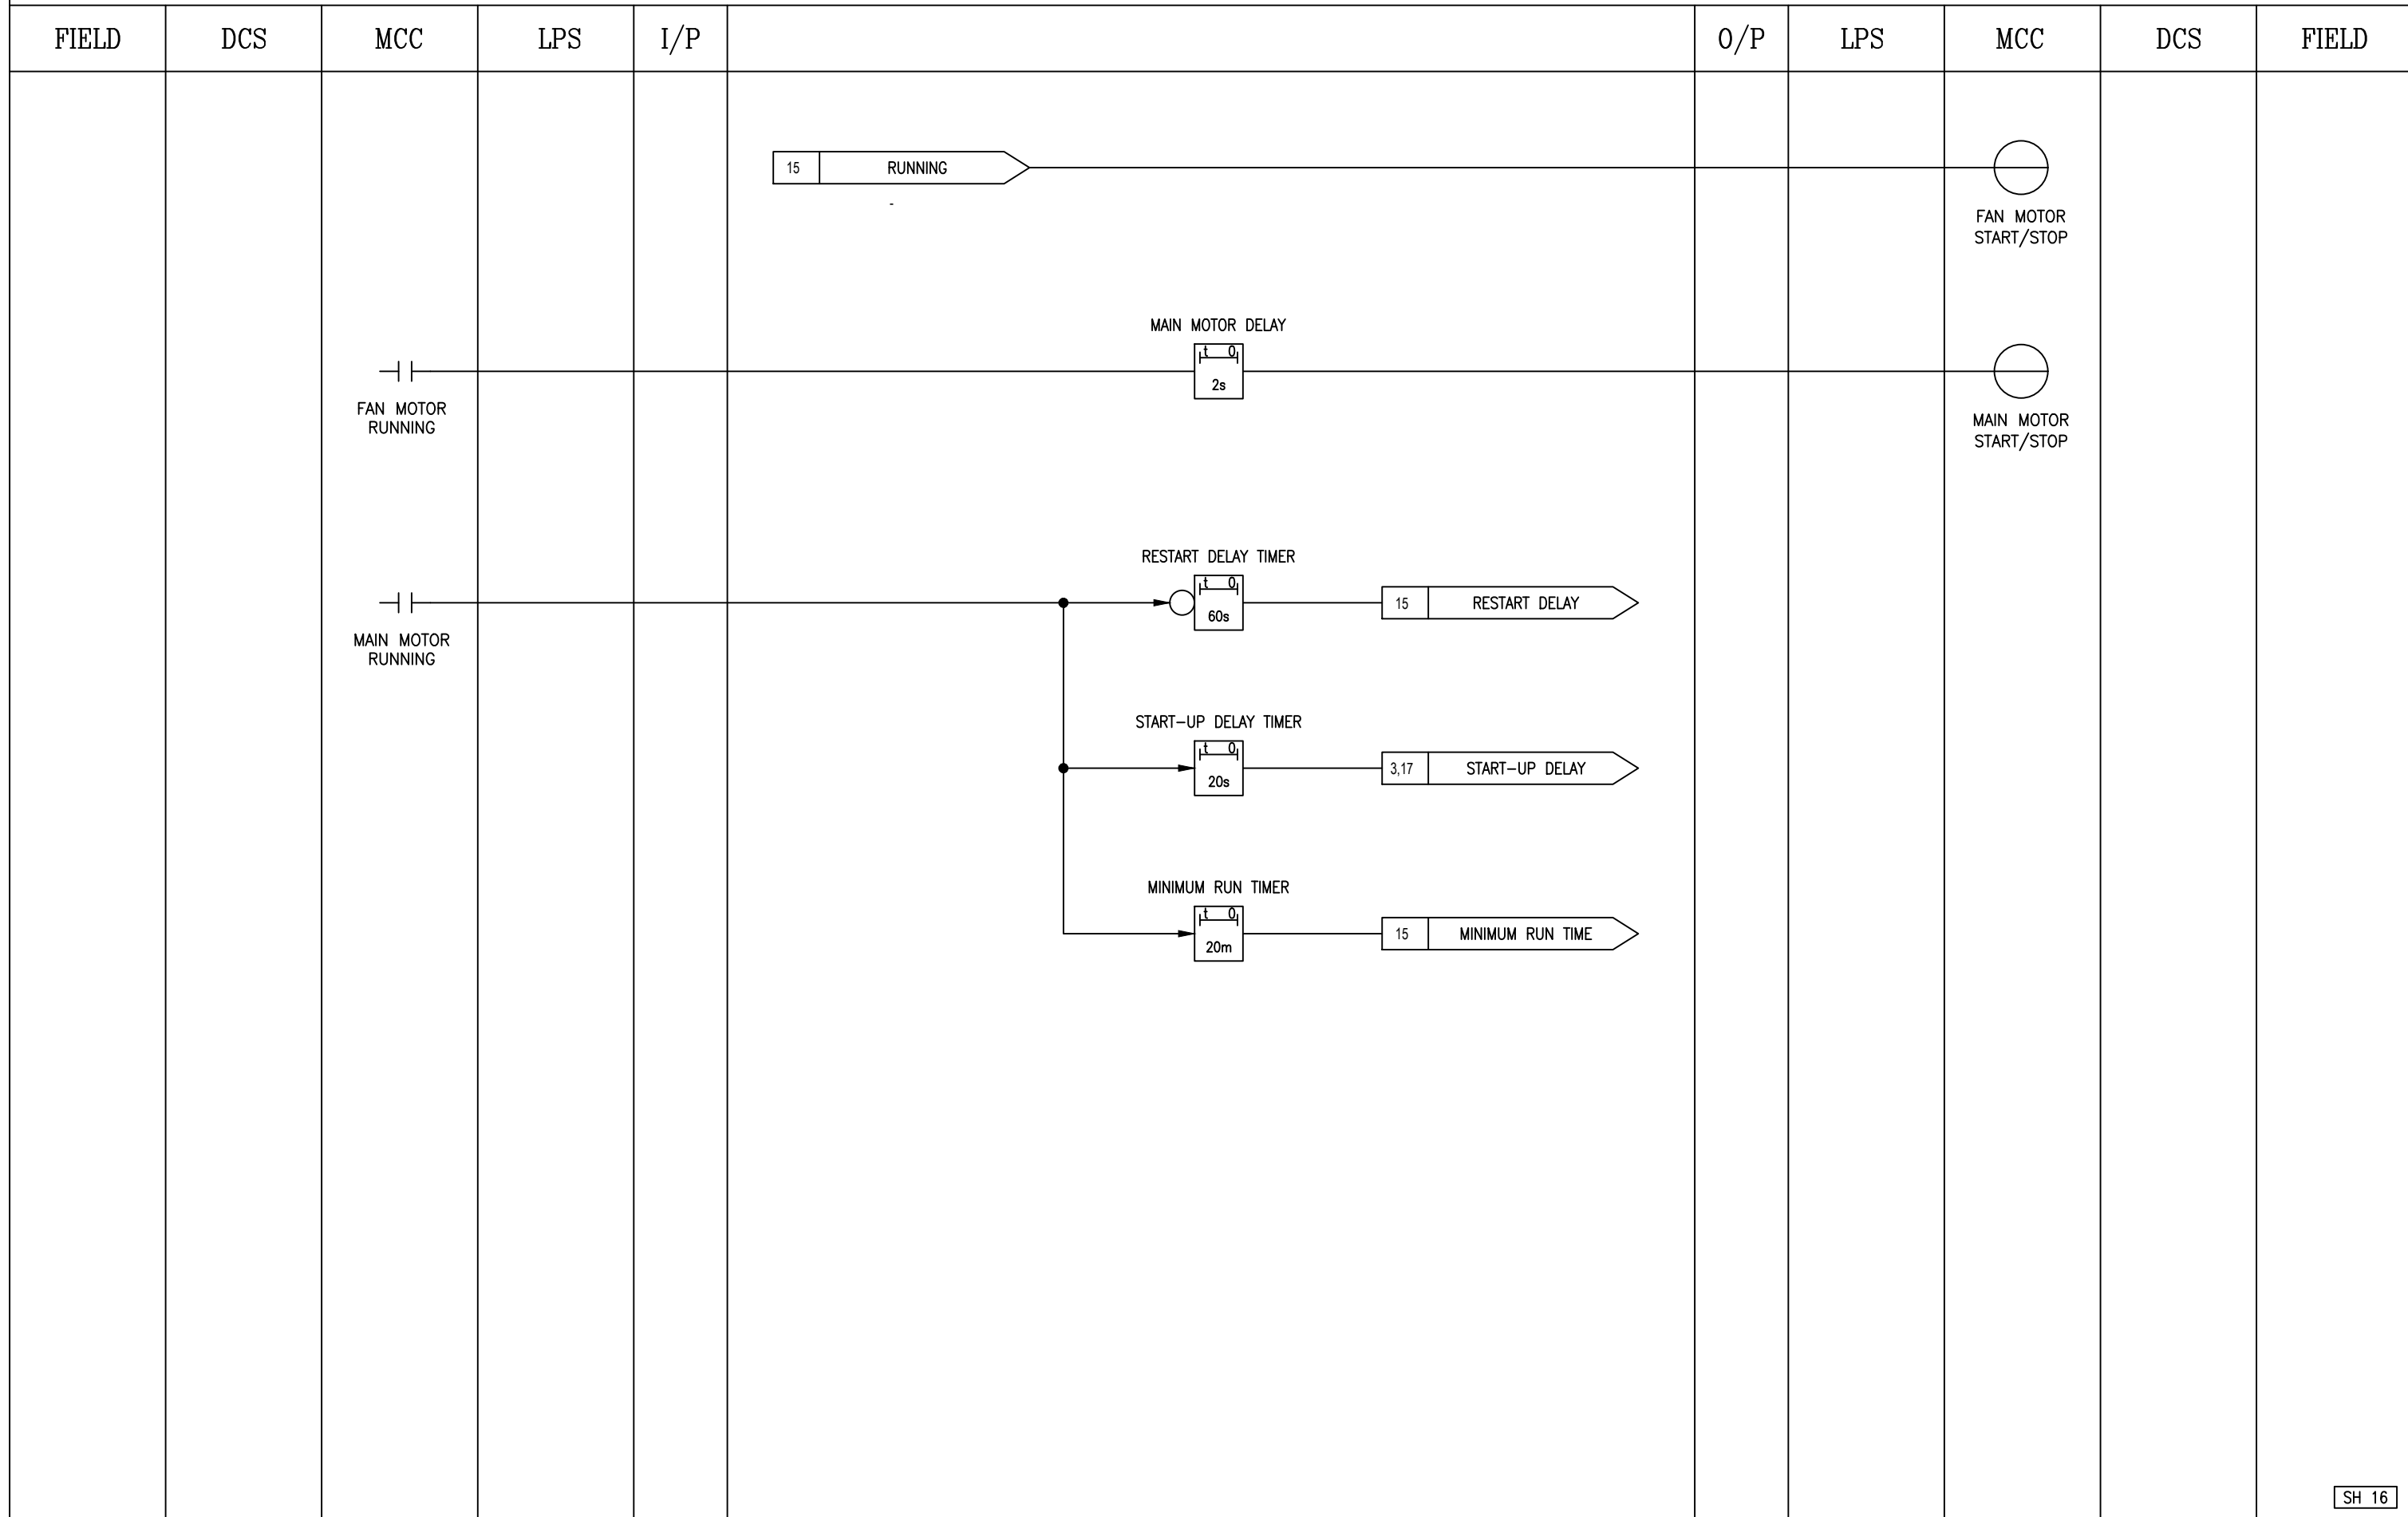 FIELD DCS MCC LPS I/P O/P LPS MCC DCS FIELD
15 RUNNING
-
FAN MOTOR
START/STOP
MAIN MOTOR DELAY
t 0
2s
FAN MOTOR
RUNNING
MAIN MOTOR
START/STOP
RESTART DELAY TIMER
t 0
60s
15 RESTART DELAY
MAIN MOTOR
RUNNING
START-UP DELAY TIMER
t 0
20s
3,17 START-UP DELAY
MINIMUM RUN TIMER
t 0
20m
15 MINIMUM RUN TIME
SH 16